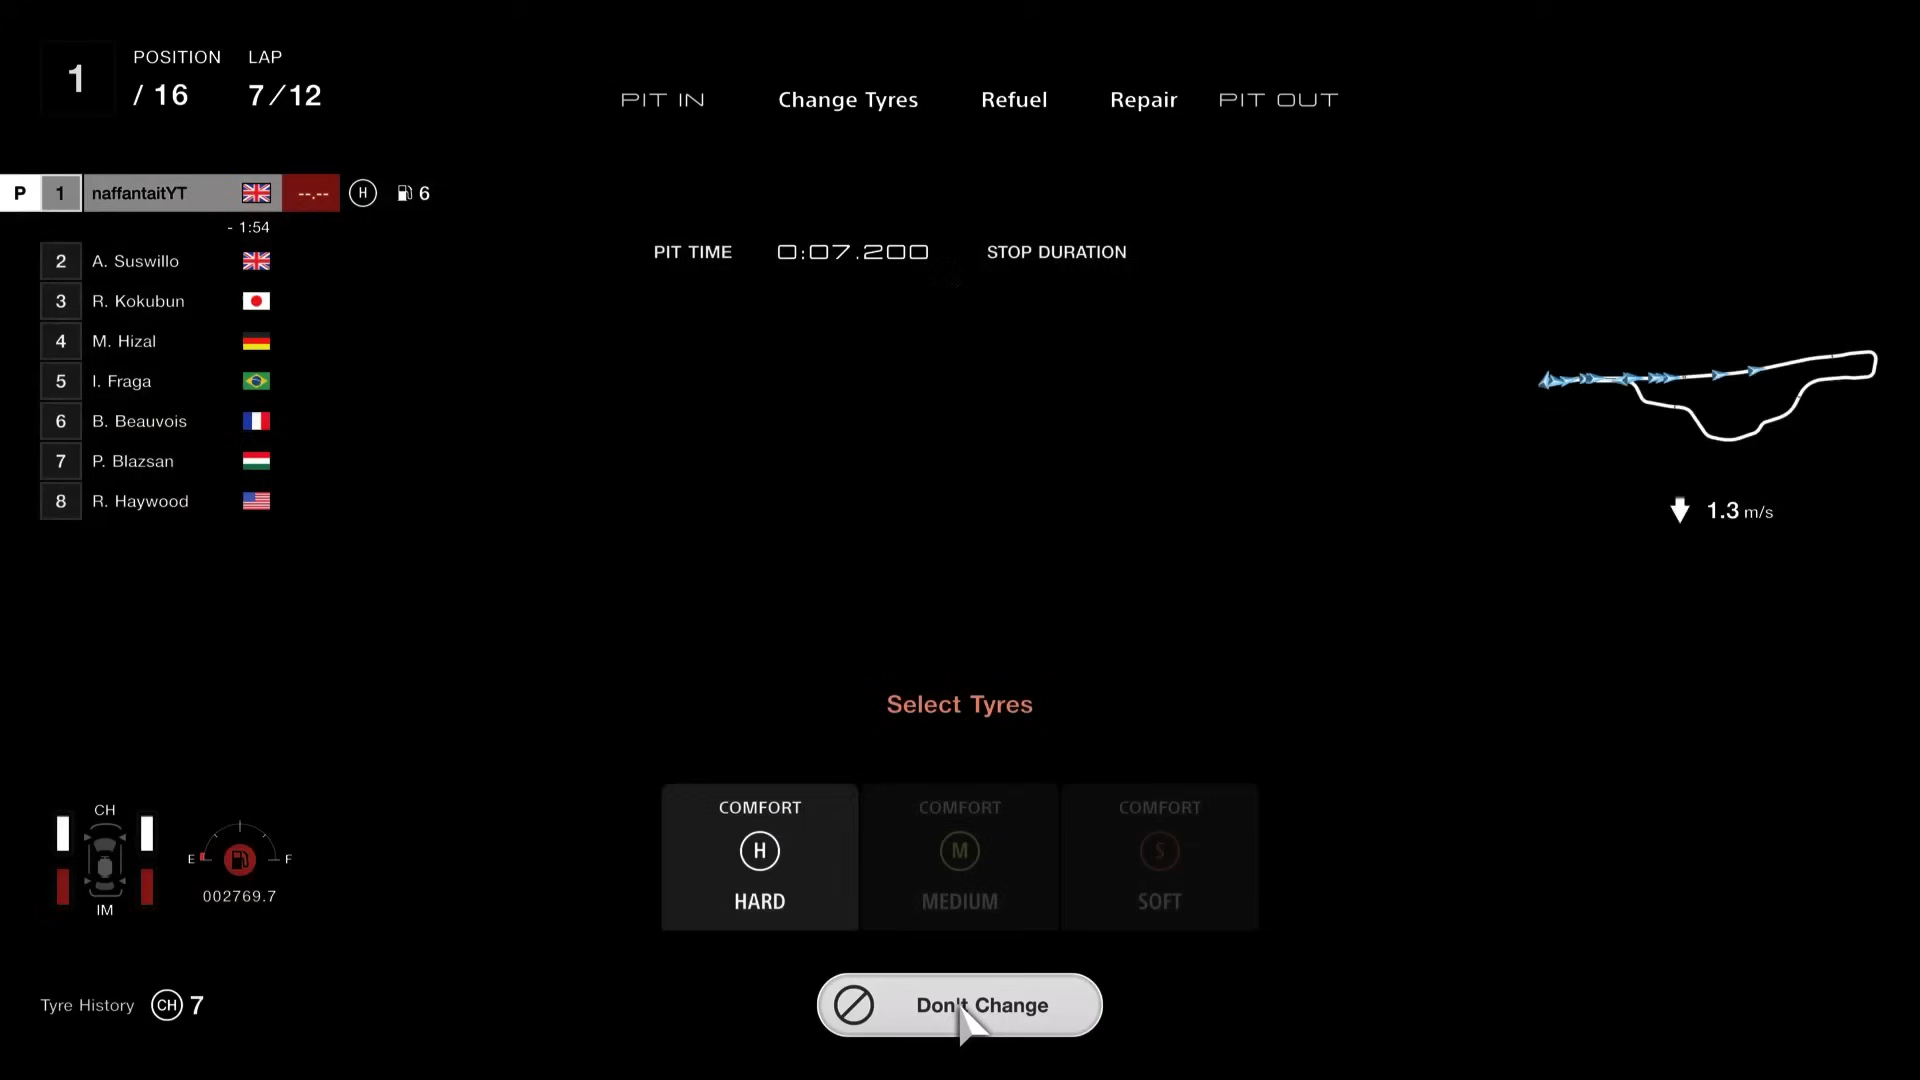 1
POSITION LAP
/ 16 7/12
PIT IN Change Tyres Refuel Repair PIT OUT
P 1 naffantaitYT --.-- H 6
- 1:54
PIT TIME 0:07.200 STOP DURATION
2 A. Suswillo
3 R. Kokubun
4 M. Hizal
5 I. Fraga
6 B. Beauvois
7 P. Blazsan
8 R. Haywood
1.3 m/s
Select Tyres
COMFORT COMFORT COMFORT
H M S
HARD MEDIUM SOFT
CH
E F
002769.7
IM
Tyre History CH 7
Don't Change